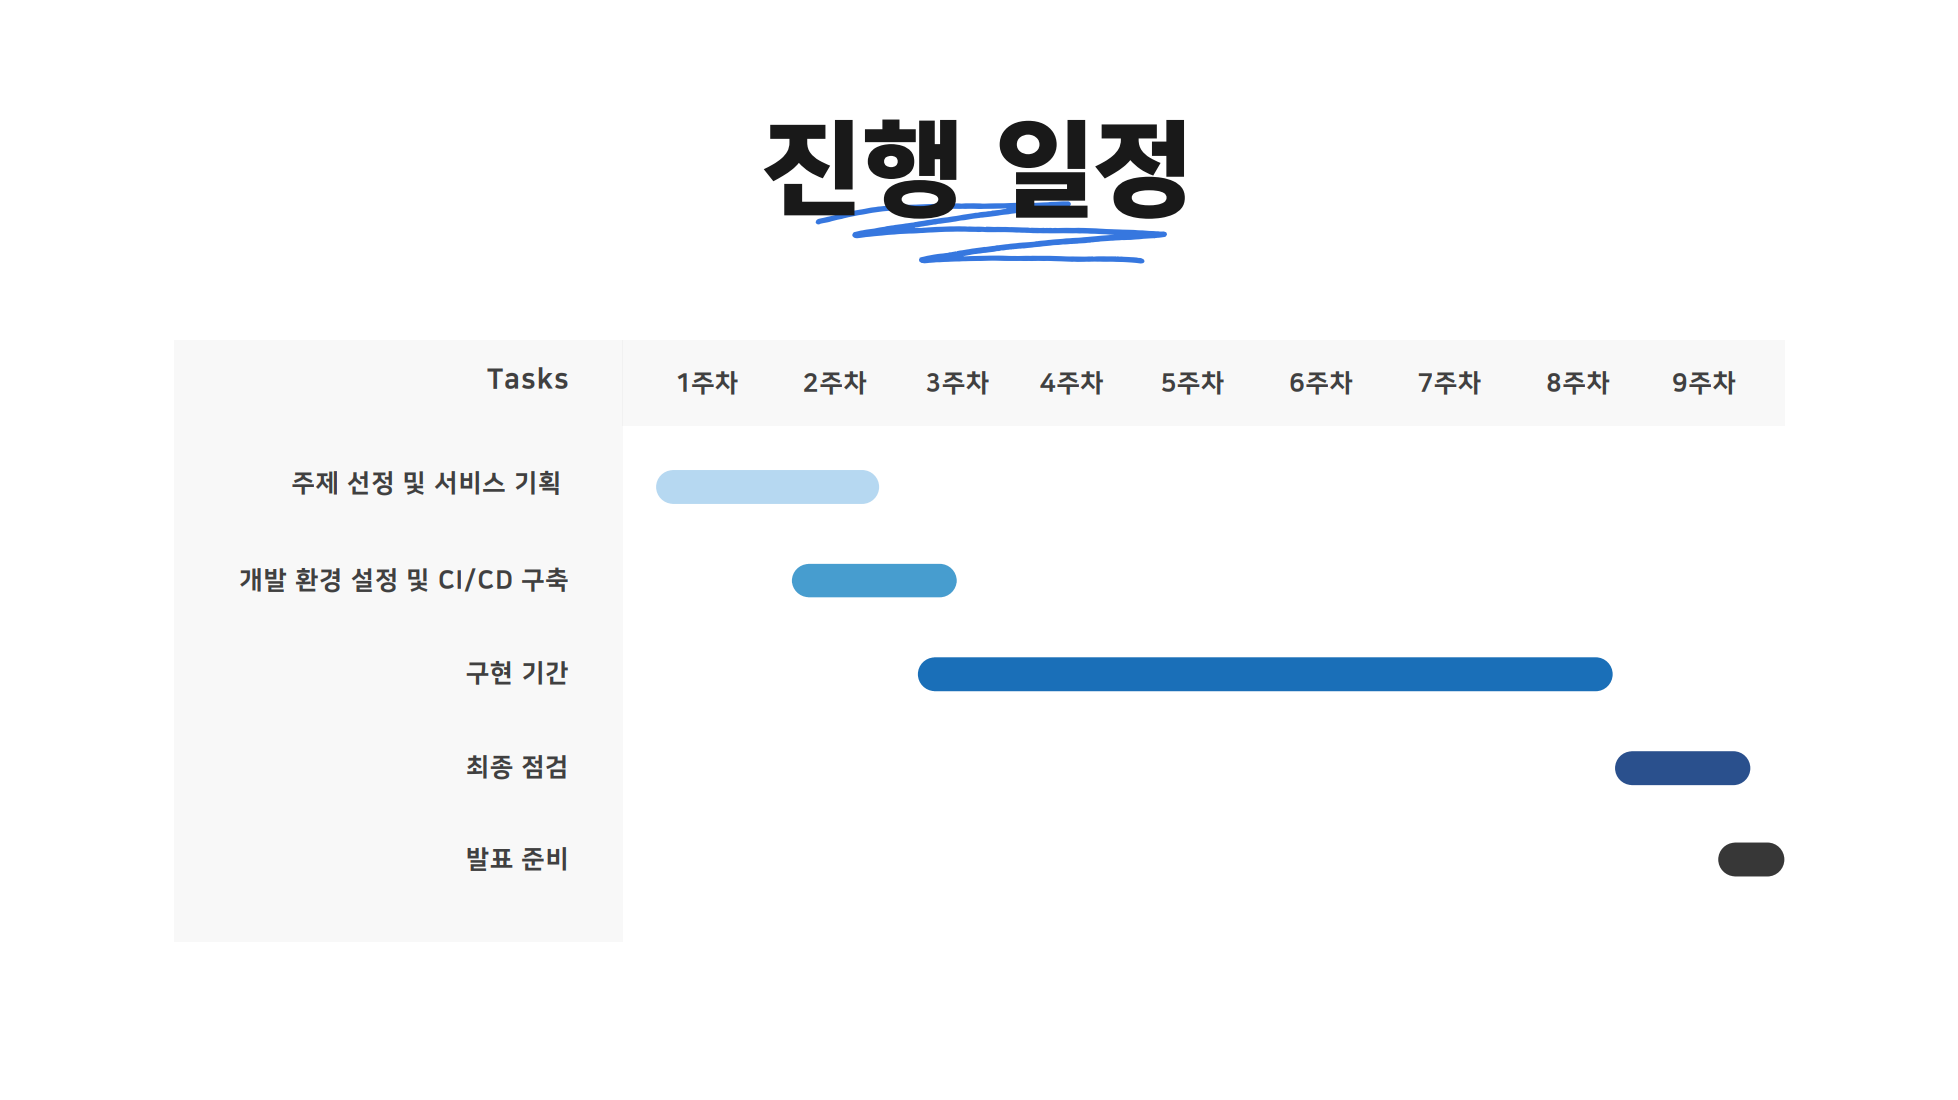 진행 일정
Tasks 1주차 2주차 3주차 4주차 5주차 6주차 7주차 8주차 9주차
주제 선정 및 서비스 기획
개발 환경 설정 및 CI/CD 구축
구현 기간
최종 점검
발표 준비